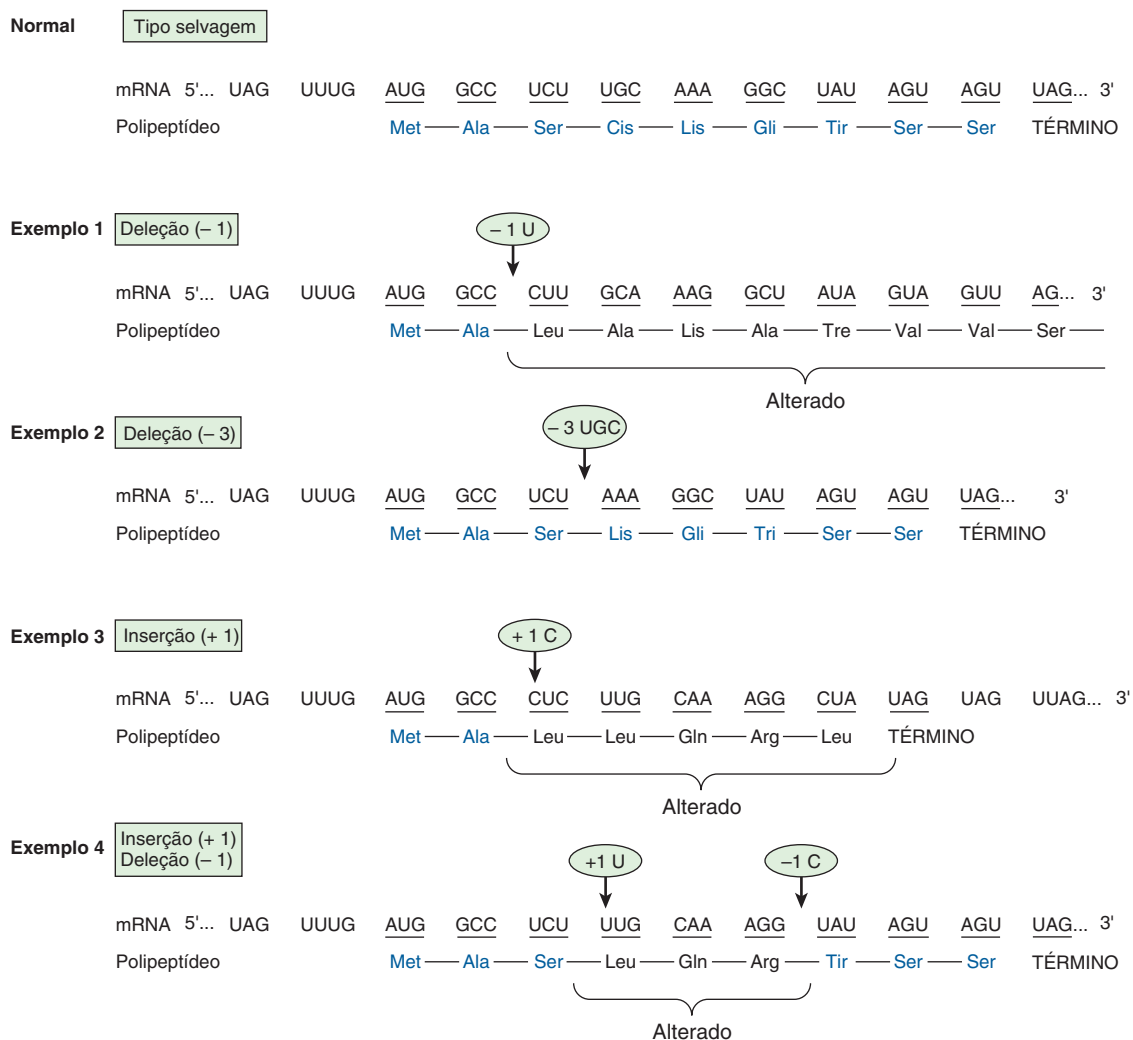 Normal Tipo selvagem
mRNA 5'... UAG UUUG AUG GCC UCU UGC AAA GGC UAU AGU AGU UAG... 3'
Polipeptídeo Met Ala Ser Cis Lis Gli Tir Ser Ser TÉRMINO
Exemplo 1 Deleção (– 1) – 1 U
mRNA 5'... UAG UUUG AUG GCC CUU GCA AAG GCU AUA GUA GUU AG... 3'
Polipeptídeo Met Ala Leu Ala Lis Ala Tre Val Val Ser
Alterado
Exemplo 2 Deleção (– 3) – 3 UGC
mRNA 5'... UAG UUUG AUG GCC UCU AAA GGC UAU AGU AGU UAG... 3'
Polipeptídeo Met Ala Ser Lis Gli Tri Ser Ser TÉRMINO
Exemplo 3 Inserção (+ 1) + 1 C
mRNA 5'... UAG UUUG AUG GCC CUC UUG CAA AGG CUA UAG UAG UUAG... 3'
Polipeptídeo Met Ala Leu Leu Gln Arg Leu TÉRMINO
Alterado
Exemplo 4 Inserção (+ 1)
Deleção (– 1)
+1 U –1 C
mRNA 5'... UAG UUUG AUG GCC UCU UUG CAA AGG UAU AGU AGU UAG... 3'
Polipeptídeo Met Ala Ser Leu Gln Arg Tir Ser Ser TÉRMINO
Alterado